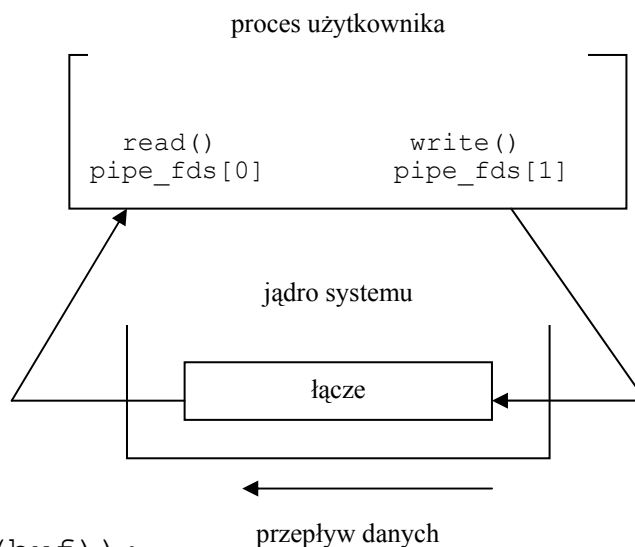 proces użytkownika
read() write()
pipe_fds[0] pipe_fds[1]
jądro systemu
łącze
przepływ danych